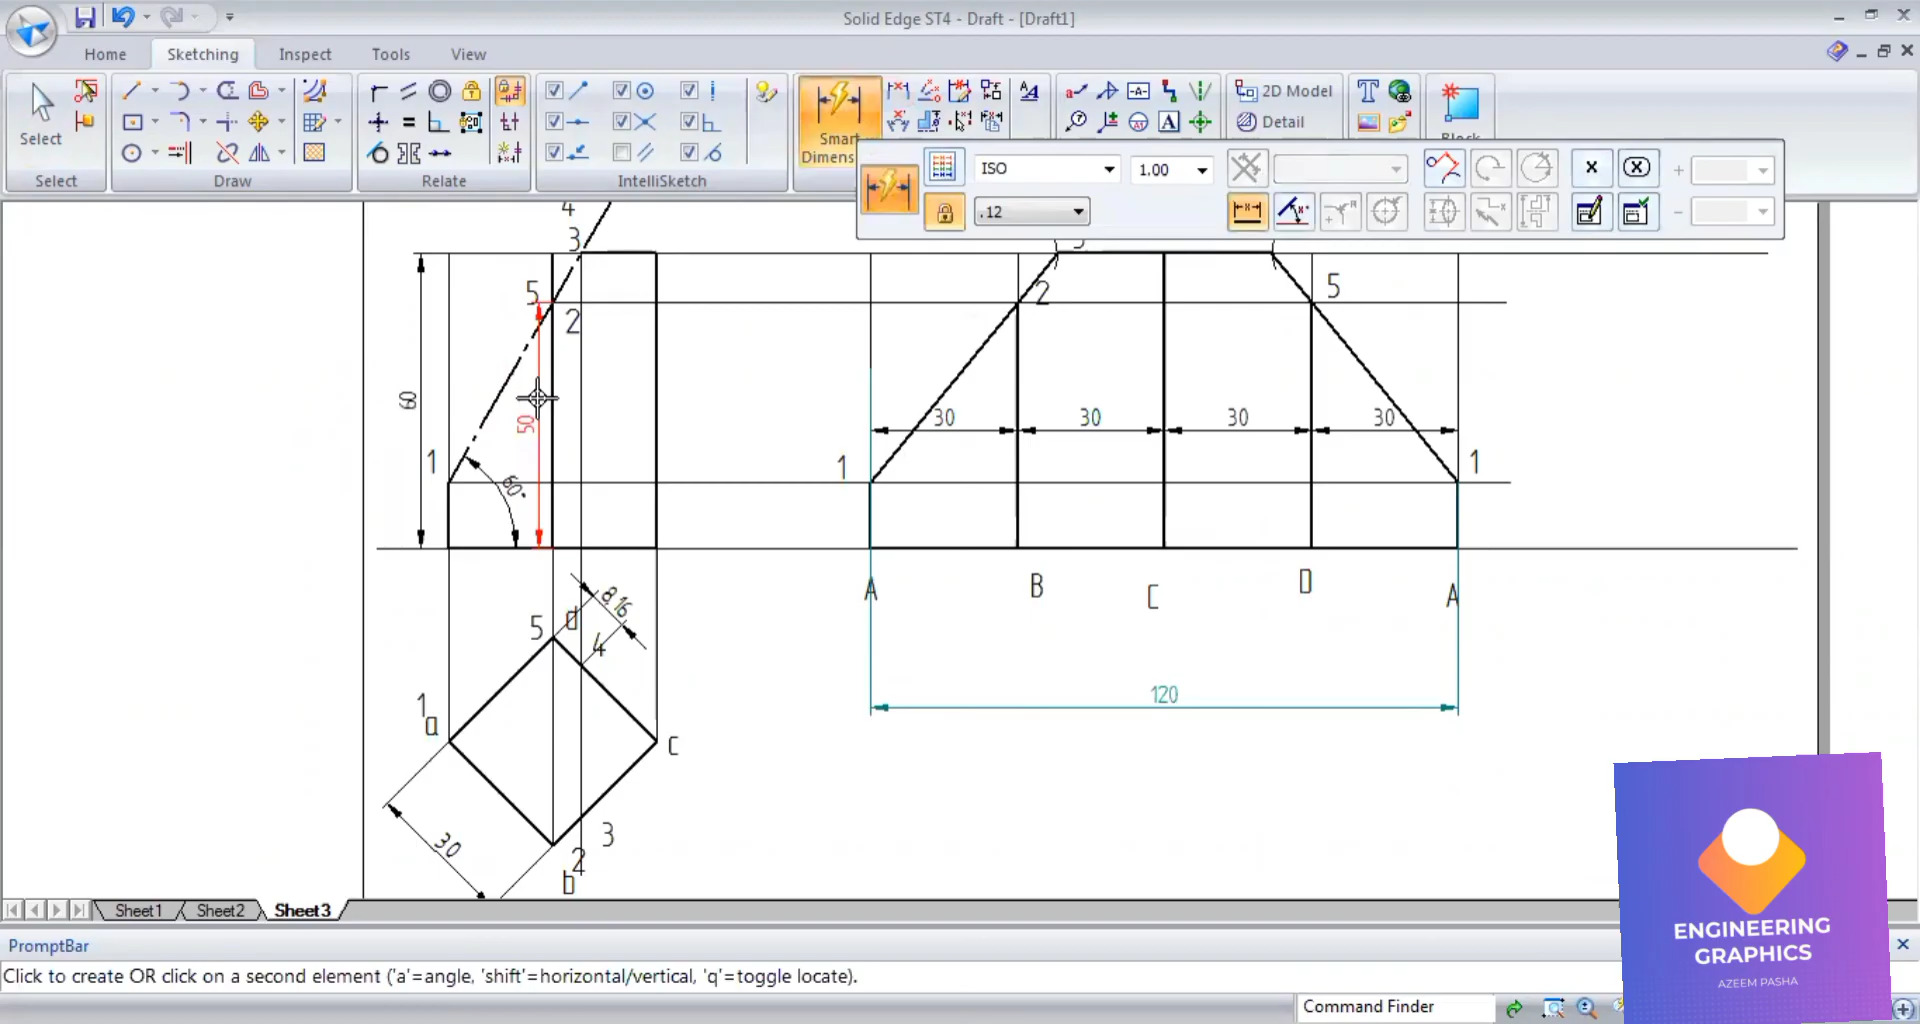 Solid Edge ST4 - Draft - [Draft1]
Home Sketching Inspect Tools View
Select
Smart
Dimens
2D Model
Detail
Select Draw Relate IntelliSketch
ISO 1.00
.12
4
3
5
2
60
50
1
60°
2
5
30 30 30 30
1
1
A B C D A
8,16
5 d
4
1
a
c
120
30
3
2
b
Sheet1 Sheet2 Sheet3
PromptBar
Click to create OR click on a second element ('a'=angle, 'shift'=horizontal/vertical, 'q'=toggle locate).
Command Finder
ENGINEERING
GRAPHICS
AZEEM PASHA